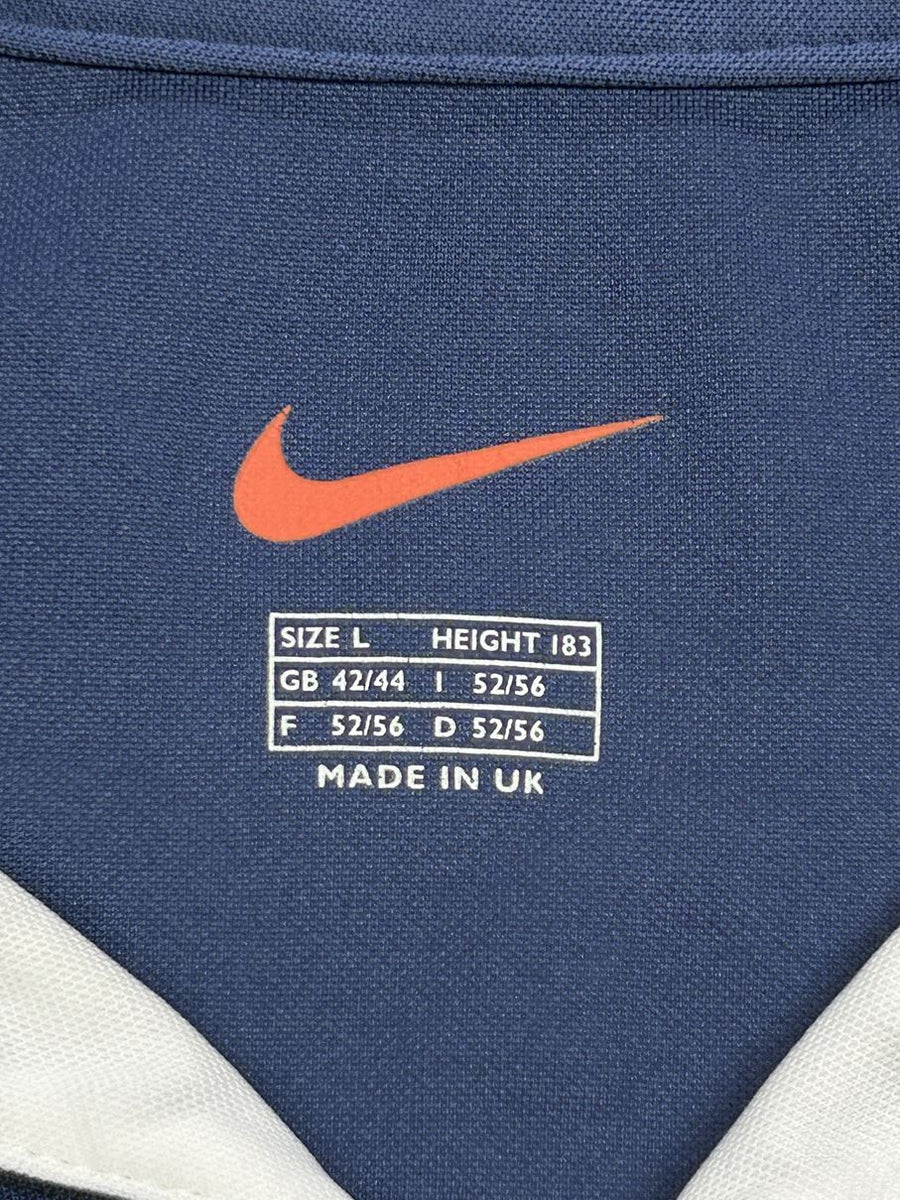 SIZE L HEIGHT 183
GB 42/44 I 52/56
F 52/56 D 52/56
MADE IN UK